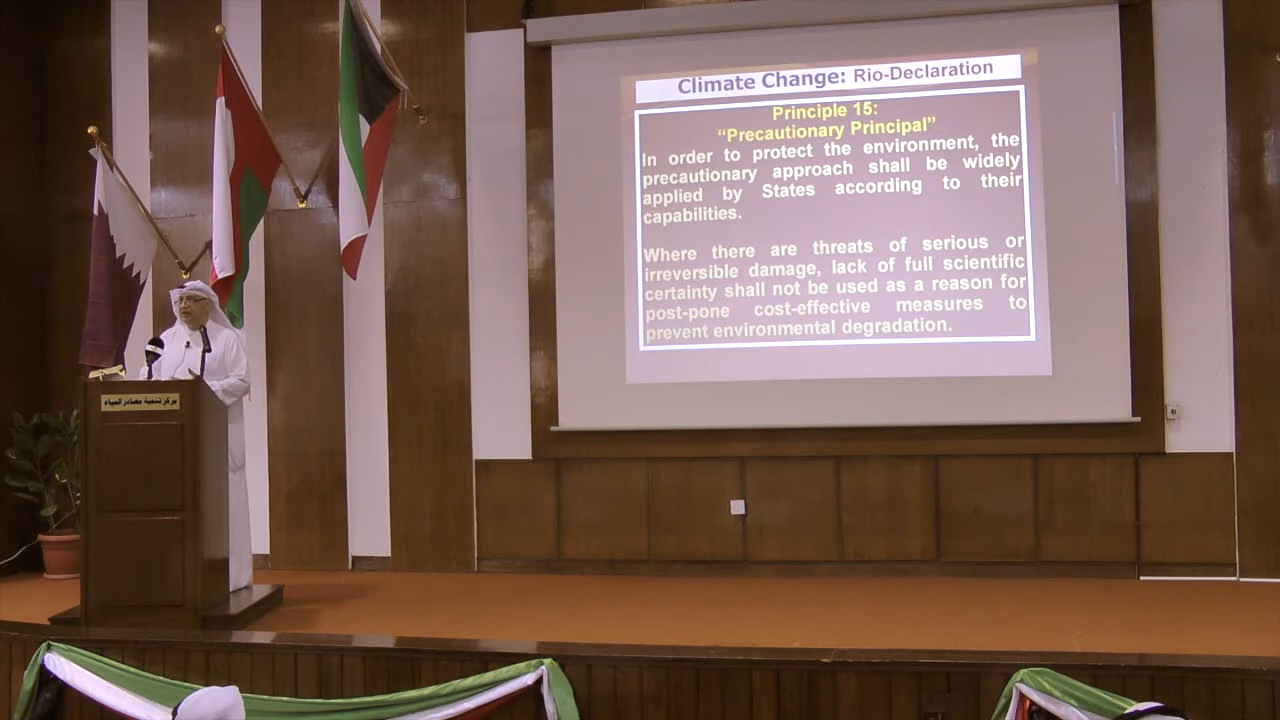 Climate Change: Rio-Declaration
Principle 15:
“Precautionary Principal”
In order to protect the environment, the
precautionary approach shall be widely
applied by States according to their
capabilities.
Where there are threats of serious or
irreversible damage, lack of full scientific
certainty shall not be used as a reason for
post-pone cost-effective measures to
prevent environmental degradation.
مركز تنمية مصادر المياه